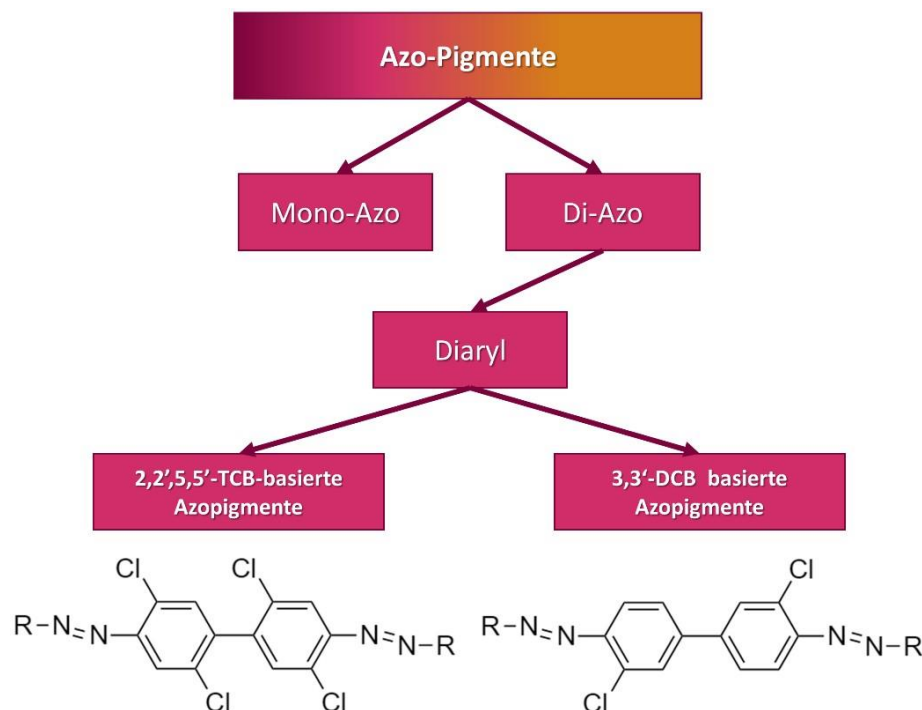 Azo-Pigmente
Mono-Azo
Di-Azo
Diaryl
2,2',5,5'-TCB-basierte
Azopigmente
3,3‘-DCB basierte
Azopigmente
Cl
Cl
R-N=N
N=N-R
Cl
Cl
Cl
R-N=N
N=N-R
Cl